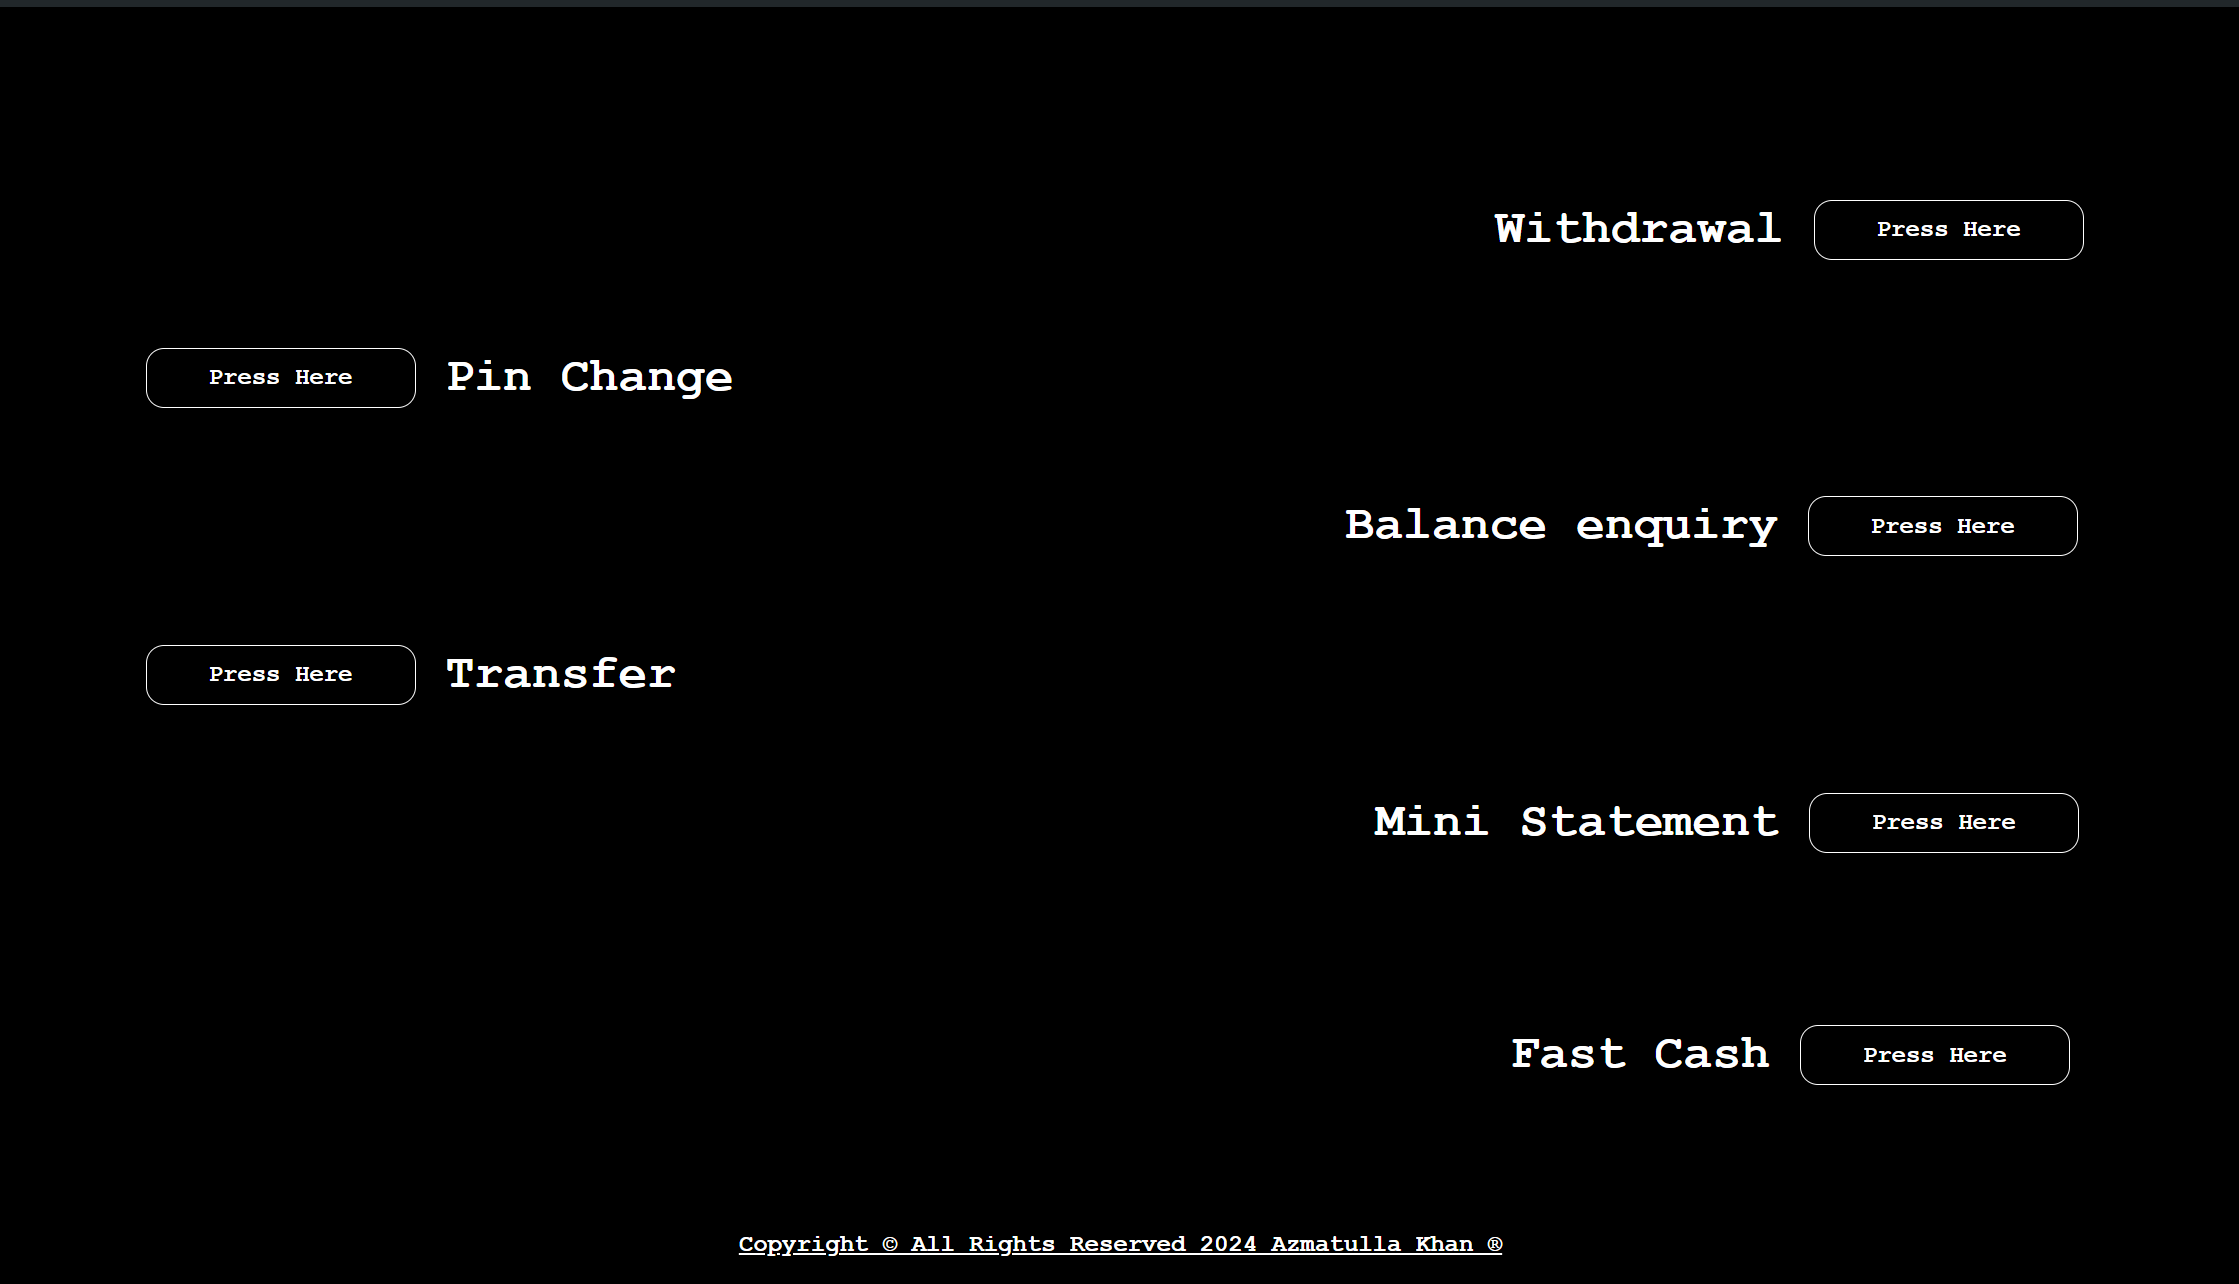 Withdrawal Press Here
Press Here Pin Change
Balance enquiry Press Here
Press Here Transfer
Mini Statement Press Here
Fast Cash Press Here
Copyright © All Rights Reserved 2024 Azmatulla Khan ®